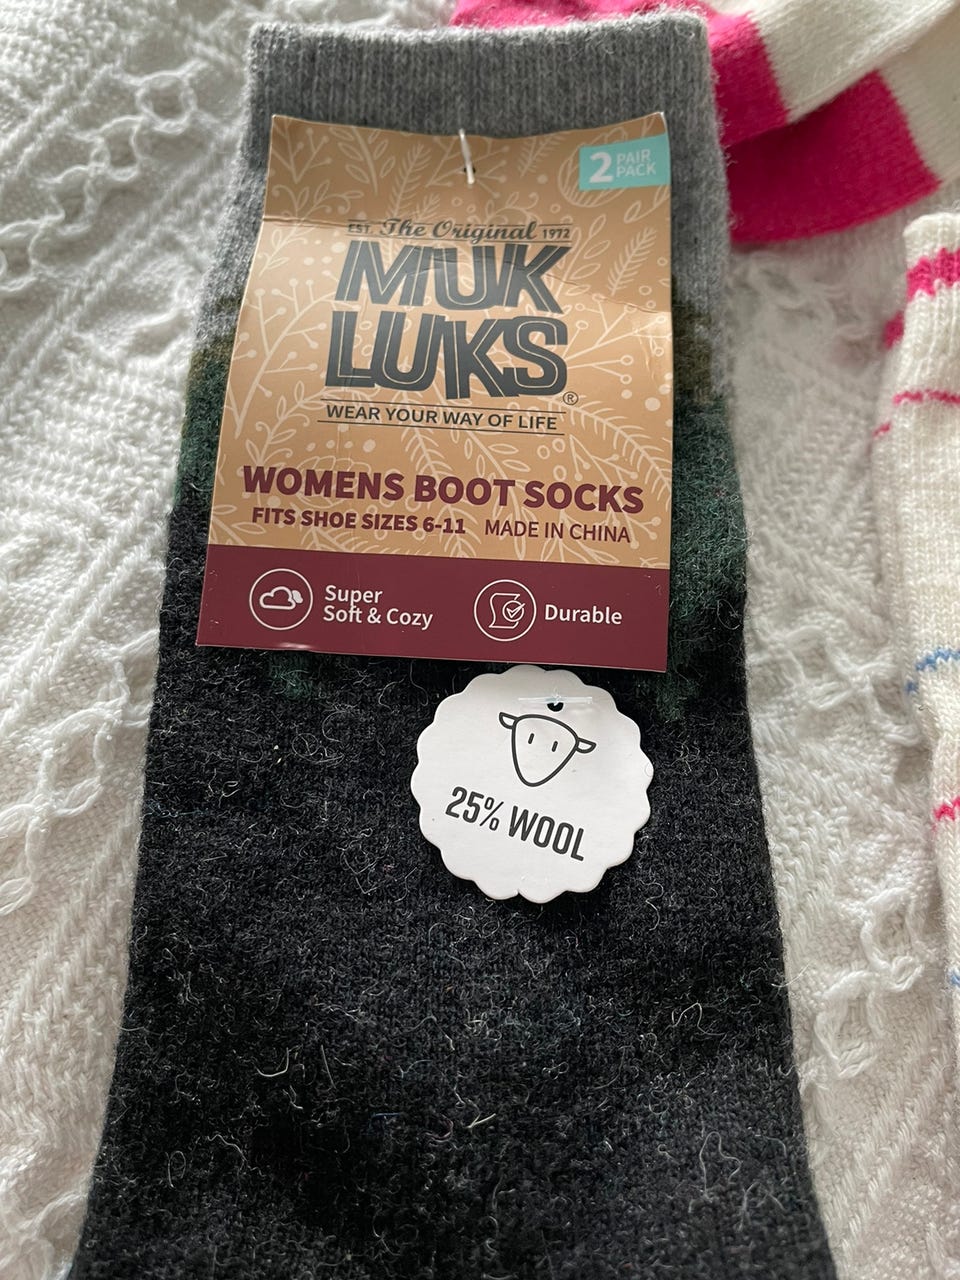 2 PAIR
PACK
EST. The Original 1972
MUK
LUKS®
WEAR YOUR WAY OF LIFE
WOMENS BOOT SOCKS
FITS SHOE SIZES 6-11 MADE IN CHINA
Super
Soft & Cozy
Durable
25% WOOL